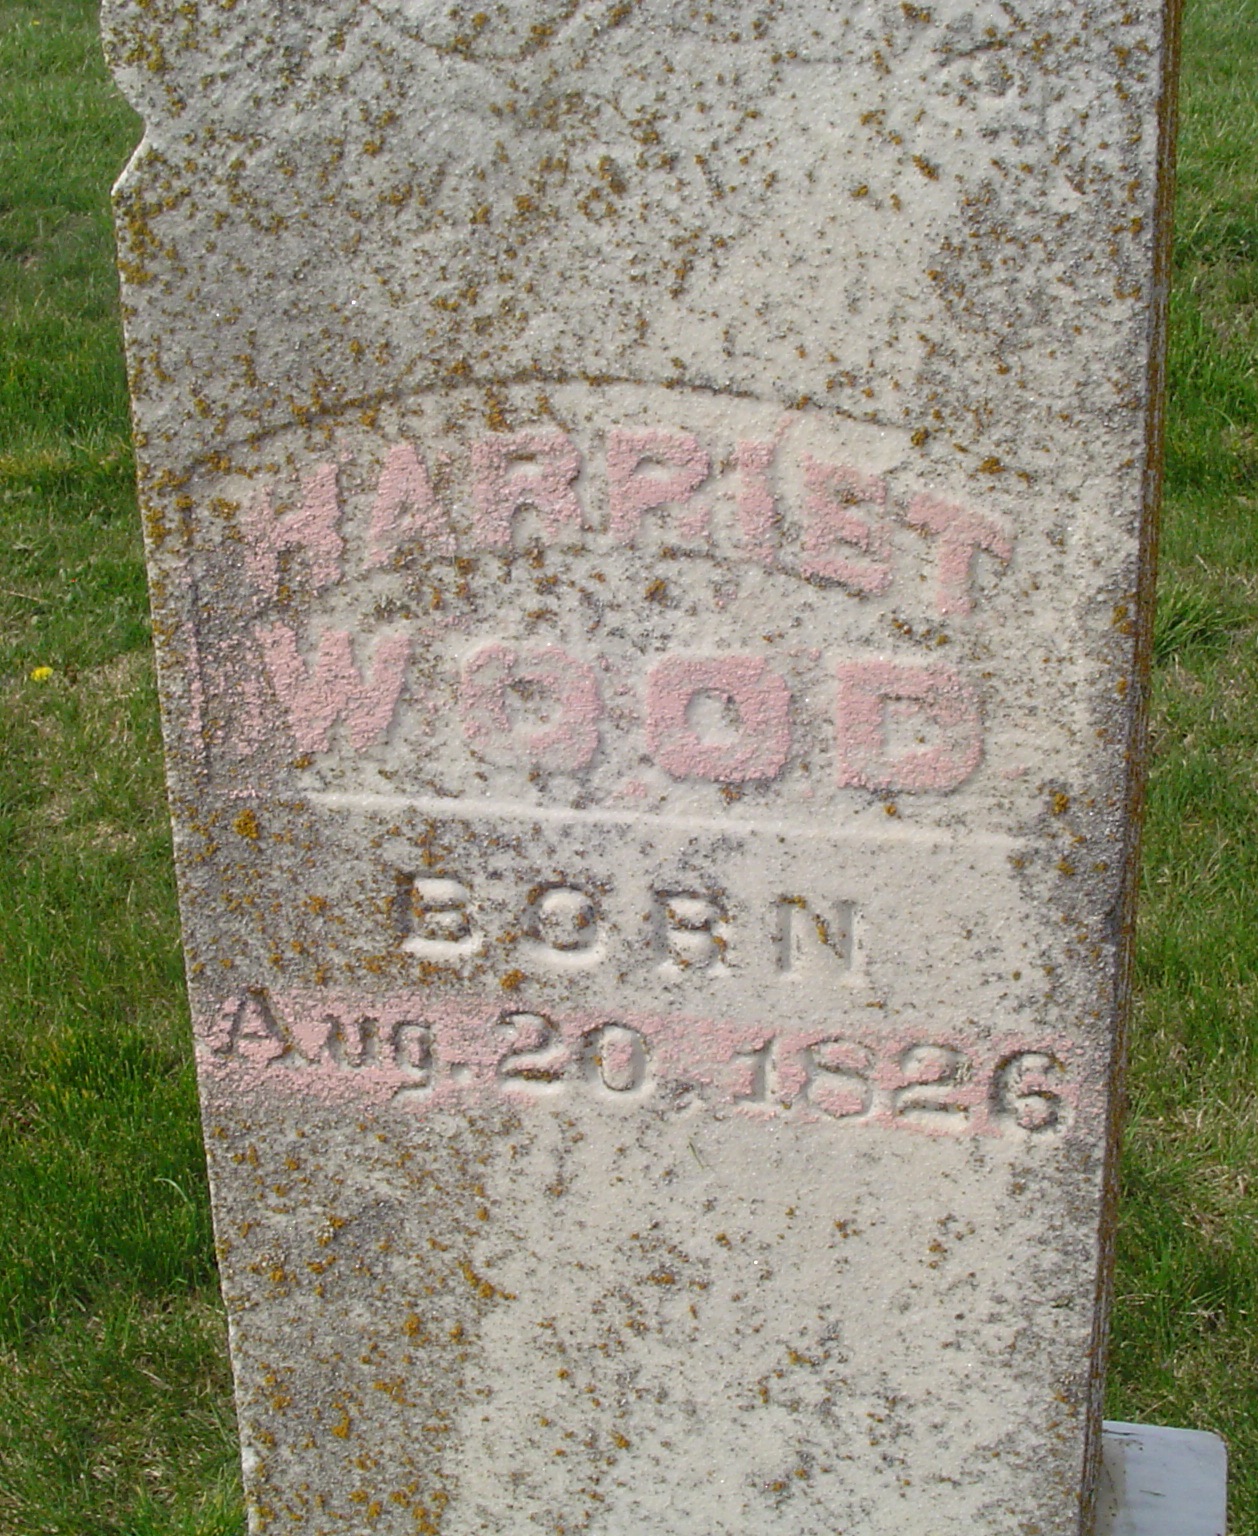 HARRIET
WOOD
BORN
Aug. 20, 1826